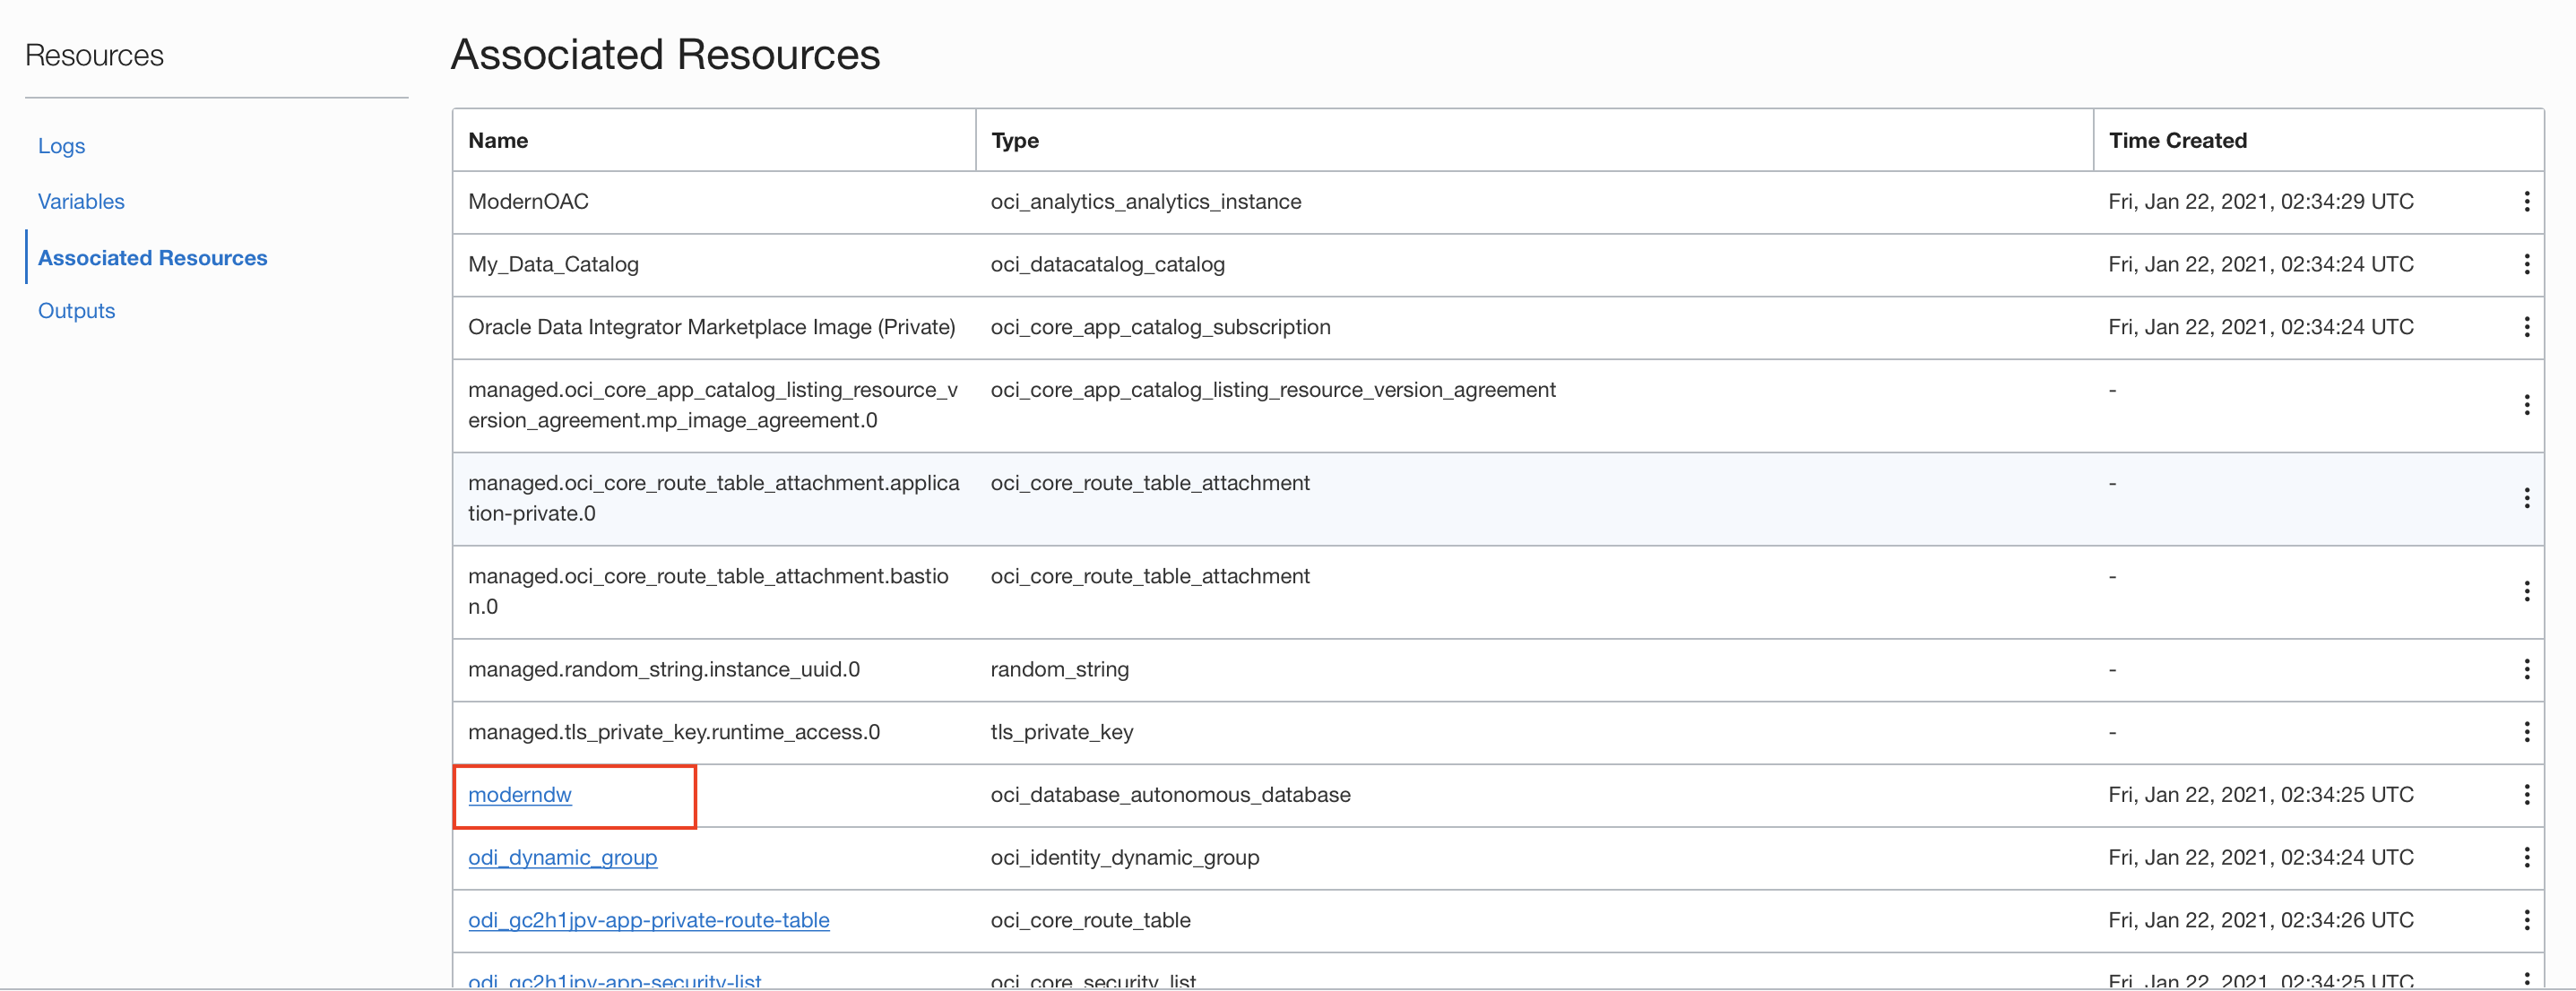 Resources
Logs
Variables
Associated Resources
Outputs
Associated Resources
Name Type Time Created
ModernOAC oci_analytics_analytics_instance Fri, Jan 22, 2021, 02:34:29 UTC
My_Data_Catalog oci_datacatalog_catalog Fri, Jan 22, 2021, 02:34:24 UTC
Oracle Data Integrator Marketplace Image (Private) oci_core_app_catalog_subscription Fri, Jan 22, 2021, 02:34:24 UTC
managed.oci_core_app_catalog_listing_resource_v oci_core_app_catalog_listing_resource_version_agreement -
ersion_agreement.mp_image_agreement.0
managed.oci_core_route_table_attachment.applica oci_core_route_table_attachment -
tion-private.0
managed.oci_core_route_table_attachment.bastio oci_core_route_table_attachment -
n.0
managed.random_string.instance_uuid.0 random_string -
managed.tls_private_key.runtime_access.0 tls_private_key -
moderndw oci_database_autonomous_database Fri, Jan 22, 2021, 02:34:25 UTC
odi_dynamic_group oci_identity_dynamic_group Fri, Jan 22, 2021, 02:34:24 UTC
odi_gc2h1jpv-app-private-route-table oci_core_route_table Fri, Jan 22, 2021, 02:34:26 UTC
odi_gc2h1jpv-app-security-list oci_core_security_list Fri, Jan 22, 2021, 02:34:25 UTC